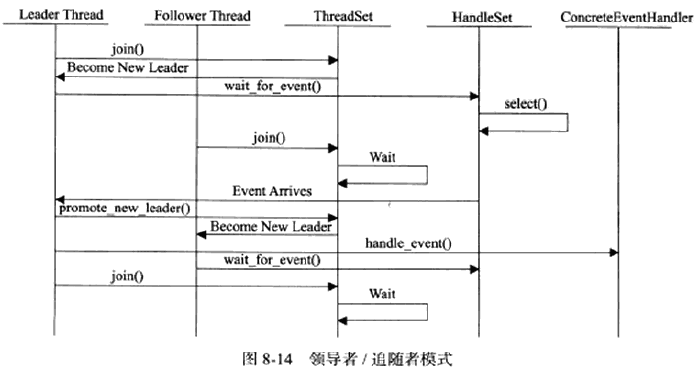 Leader Thread Follower Thread ThreadSet HandleSet ConcreteEventHandler
join()
Become New Leader
wait_for_event()
select()
join()
Wait
Event Arrives
promote_new_leader()
Become New Leader
handle_event()
wait_for_event()
join()
Wait
图 8-14 领导者 / 追随者模式